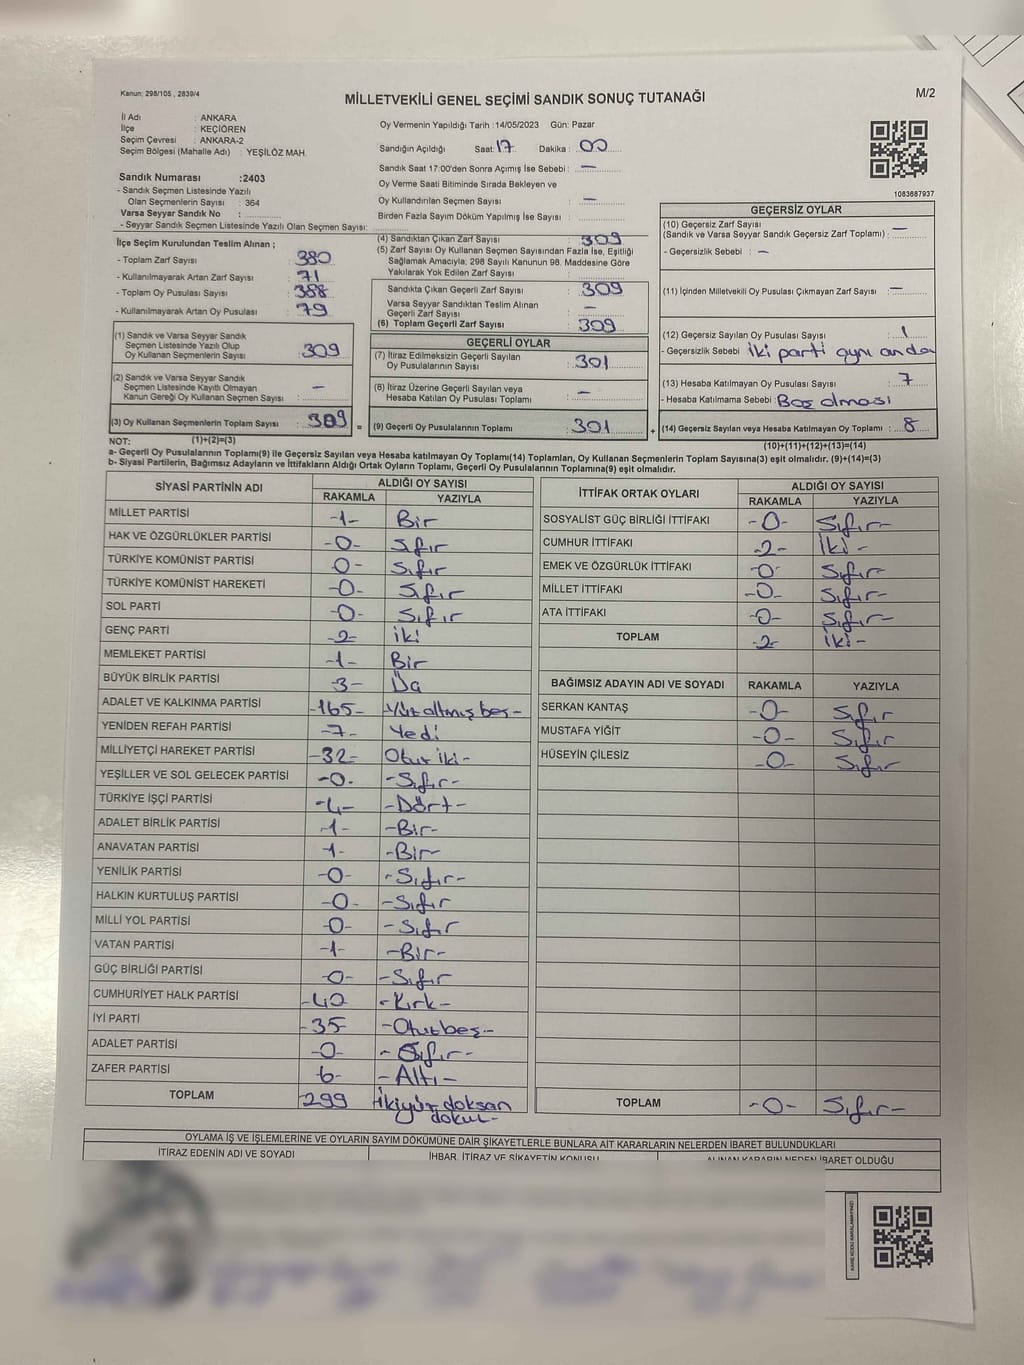 Kanun: 298/105 , 2839/4
MİLLETVEKİLİ GENEL SEÇİMİ SANDIK SONUÇ TUTANAĞI
M/2
İl Adı : ANKARA
İlçe : KEÇİÖREN
Seçim Çevresi : ANKARA-2
Seçim Bölgesi (Mahalle Adı) : YEŞİLÖZ MAH.
Sandık Numarası :2403
- Sandık Seçmen Listesinde Yazılı
Olan Seçmenlerin Sayısı : 364
Varsa Seyyar Sandık No :
- Seyyar Sandık Seçmen Listesinde Yazılı Olan Seçmen Sayısı:
Oy Vermenin Yapıldığı Tarih :14/05/2023 Gün: Pazar
Sandığın Açıldığı Saat: 17 Dakika : 00
Sandık Saat 17:00'den Sonra Açımış İse Sebebi : —
Oy Verme Saati Bitiminde Sırada Bekleyen ve
Oy Kullandırılan Seçmen Sayısı : —
Birden Fazla Sayım Döküm Yapılmış İse Sayısı :
1083687937
İlçe Seçim Kurulundan Teslim Alınan ;
- Toplam Zarf Sayısı : 380
- Kullanılmayarak Artan Zarf Sayısı : 71
- Toplam Oy Pusulası Sayısı : 388
- Kullanılmayarak Artan Oy Pusulası : 79
(1) Sandık ve Varsa Seyyar Sandık
Seçmen Listesinde Yazılı Olup
Oy Kullanan Seçmenlerin Sayısı : 309
(2) Sandık ve Varsa Seyyar Sandık
Seçmen Listesinde Kayıtlı Olmayan
Kanun Gereği Oy Kullanan Seçmen Sayısı : —
(3) Oy Kullanan Seçmenlerin Toplam Sayısı : 309
(1)+(2)=(3)
(4) Sandıktan Çıkan Zarf Sayısı : 309
(5) Zarf Sayısı Oy Kullanan Seçmen Sayısından Fazla İse, Eşitliği
Sağlamak Amacıyla; 298 Sayılı Kanunun 98. Maddesine Göre
Yakılarak Yok Edilen Zarf Sayısı :
Sandıkta Çıkan Geçerli Zarf Sayısı : 309
Varsa Seyyar Sandıktan Teslim Alınan
Geçerli Zarf Sayısı : —
(6) Toplam Geçerli Zarf Sayısı : 309
GEÇERLİ OYLAR
(7) İtiraz Edilmeksizin Geçerli Sayılan
Oy Pusulalarının Sayısı : 301
(8) İtiraz Üzerine Geçerli Sayılan veya
Hesaba Katılan Oy Pusulası Toplamı : —
= (9) Geçerli Oy Pusulalarının Toplamı : 301
GEÇERSİZ OYLAR
(10) Geçersiz Zarf Sayısı
(Sandık ve Varsa Seyyar Sandık Geçersiz Zarf Toplamı) : —
- Geçersizlik Sebebi : —
(11) İçinden Milletvekili Oy Pusulası Çıkmayan Zarf Sayısı : —
(12) Geçersiz Sayılan Oy Pusulası Sayısı : 1
- Geçersizlik Sebebi : iki parti aynı anda
(13) Hesaba Katılmayan Oy Pusulası Sayısı : 7
- Hesaba Katılmama Sebebi : Boş olması
+ (14) Geçersiz Sayılan veya Hesaba Katılmayan Oy Toplamı : 8
(10)+(11)+(12)+(13)=(14)
NOT:
a- Geçerli Oy Pusulaları Toplamı(9) ile Geçersiz Sayılan veya Hesaba Katılmayan Oy Toplamı(14) Toplamları, Oy Kullanan Seçmenlerin Toplam Sayısına(3) eşit olmalıdır. (9)+(14)=(3)
b- Siyasi Partilerin, Bağımsız Adayların ve İttifakların Aldığı Ortak Oyların Toplamı, Geçerli Oy Pusulalarının Toplamına(9) eşit olmalıdır.
SİYASİ PARTİNİN ADI
ALDIĞI OY SAYISI
RAKAMLA YAZIYLA
MİLLET PARTİSİ -1- Bir
HAK VE ÖZGÜRLÜKLER PARTİSİ -0- Sıfır
TÜRKİYE KOMÜNİST PARTİSİ 0- Sıfır
TÜRKİYE KOMÜNİST HAREKETİ -0- Sıfır
SOL PARTİ -0- Sıfır
GENÇ PARTİ -2- iki
MEMLEKET PARTİSİ -1- Bir
BÜYÜK BİRLİK PARTİSİ -3- Üç
ADALET VE KALKINMA PARTİSİ -165- Yüz altmış beş-
YENİDEN REFAH PARTİSİ -7- Yedi
MİLLİYETÇİ HAREKET PARTİSİ -32- Otuz iki-
YEŞİLLER VE SOL GELECEK PARTİSİ -0- -Sıfır-
TÜRKİYE İŞÇİ PARTİSİ -4- -Dört-
ADALET BİRLİK PARTİSİ -1- -Bir-
ANAVATAN PARTİSİ -1- -Bir-
YENİLİK PARTİSİ -0- -Sıfır-
HALKIN KURTULUŞ PARTİSİ -0- -Sıfır
MİLLİ YOL PARTİSİ -0- -Sıfır
VATAN PARTİSİ -1- -Bir-
GÜÇ BİRLİĞİ PARTİSİ -0- -Sıfır
CUMHURİYET HALK PARTİSİ -40 -Kırk-
İYİ PARTİ -35- -Otuzbeş-
ADALET PARTİSİ -0- -Sıfır-
ZAFER PARTİSİ 6- -Altı-
TOPLAM 299 İkiyüz doksan
dokuz-
İTTİFAK ORTAK OYLARI
ALDIĞI OY SAYISI
RAKAMLA YAZIYLA
SOSYALİST GÜÇ BİRLİĞİ İTTİFAKI -0- Sıfır-
CUMHUR İTTİFAKI -2- iki-
EMEK VE ÖZGÜRLÜK İTTİFAKI -0- Sıfır
MİLLET İTTİFAKI -0- Sıfır-
ATA İTTİFAKI -0- Sıfır-
TOPLAM -2- iki-
BAĞIMSIZ ADAYIN ADI VE SOYADI RAKAMLA YAZIYLA
SERKAN KANTAŞ -0- Sıfır
MUSTAFA YİĞİT -0- Sıfır
HÜSEYİN ÇİLESİZ -0- Sıfır
TOPLAM -0- Sıfır-
OYLAMA İŞ VE İŞLEMLERİNE VE OYLARIN SAYIM DÖKÜMÜNE DAİR ŞİKAYETLERLE BUNLARA AİT KARARLARIN NELERDEN İBARET BULUNDUKLARI
İTİRAZ EDENİN ADI VE SOYADI
İHBAR, İTİRAZ VE ŞİKAYETİN KONUSU
ALINAN KARARIN NEDEN İBARET OLDUĞU